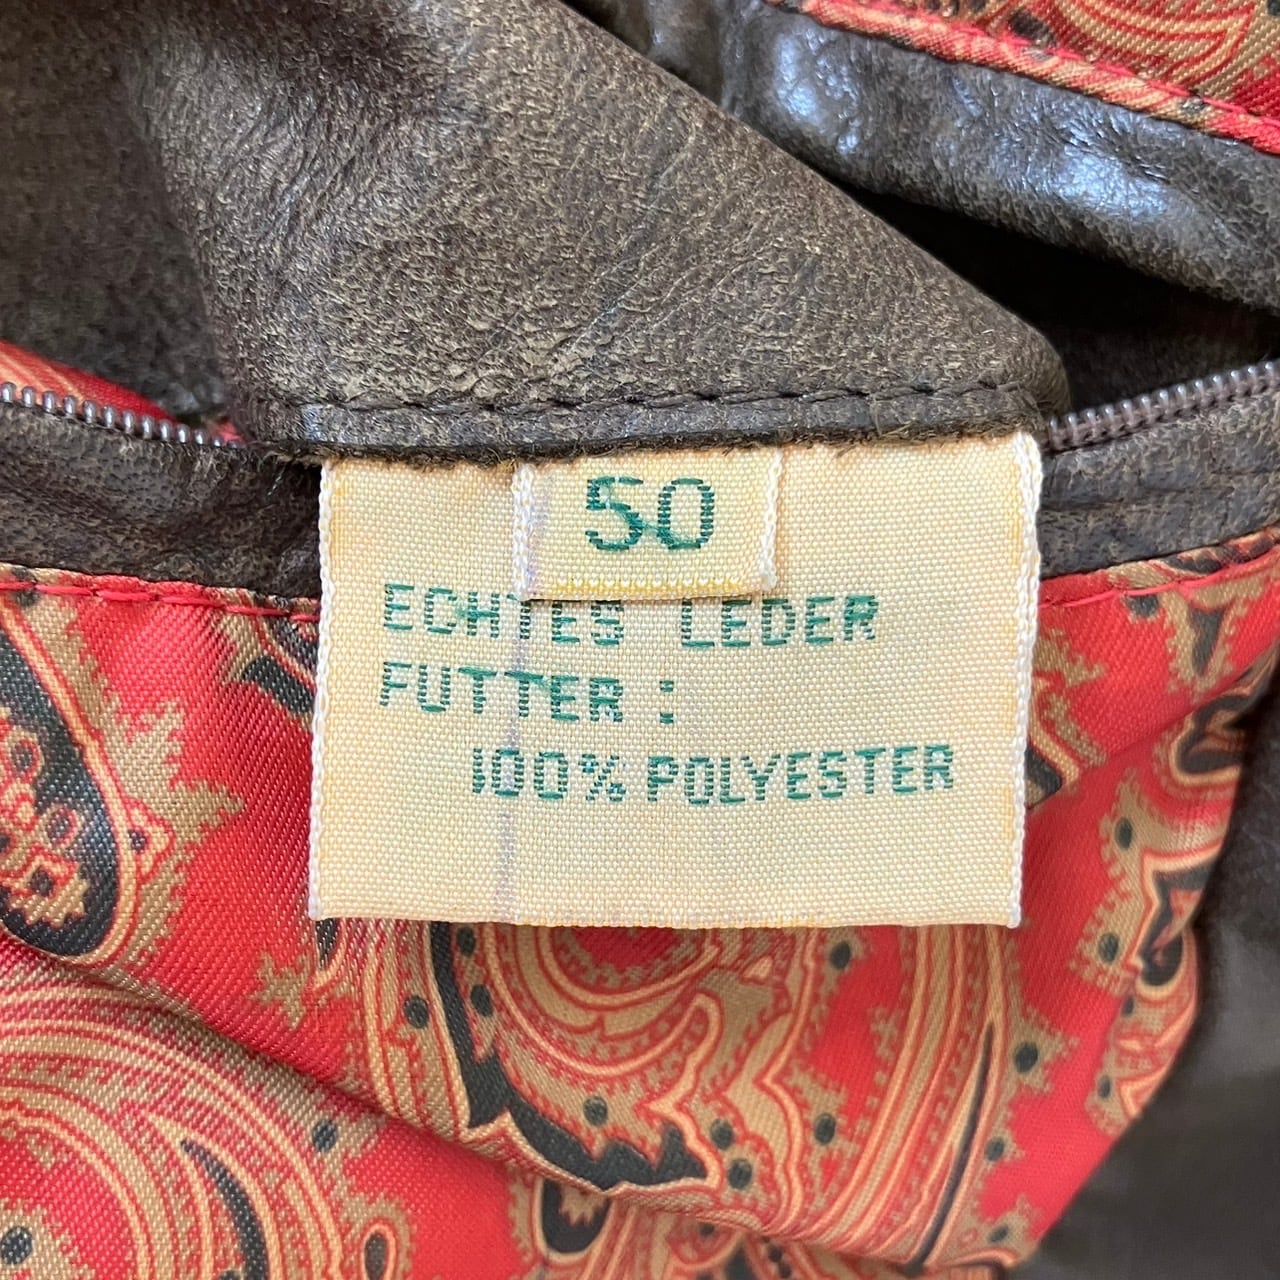 50
ECHTES LEDER
FUTTER :
100% POLYESTER